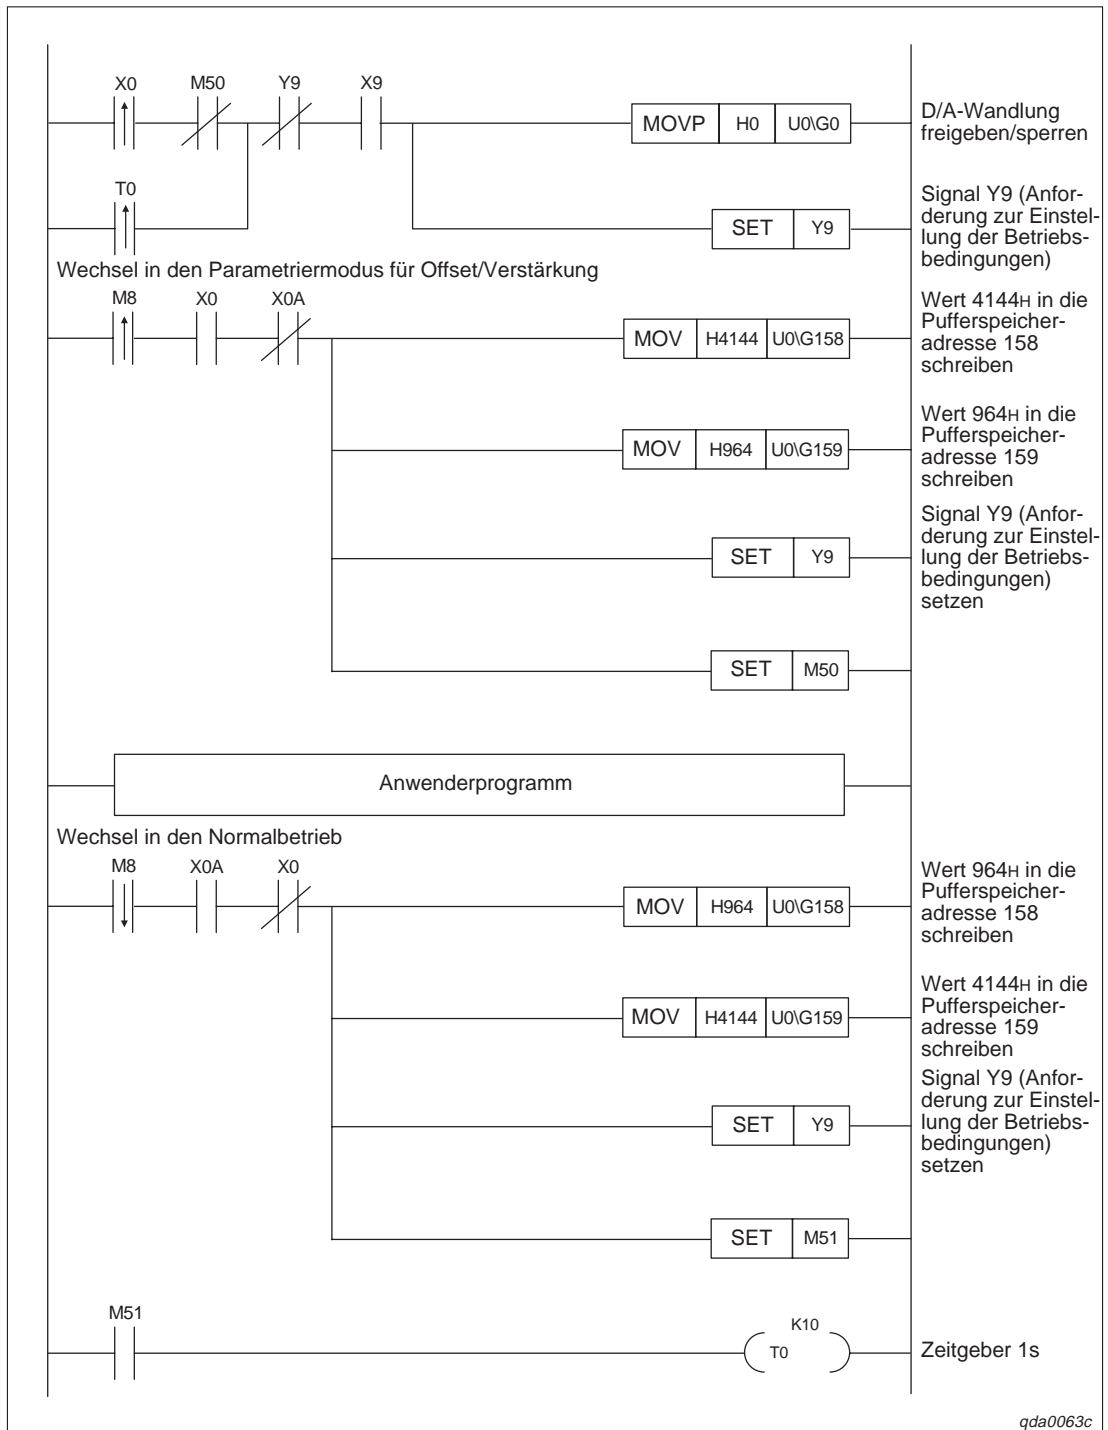 X0 M50 Y9 X9
MOVP H0 U0\G0
D/A-Wandlung
freigeben/sperren
T0
SET Y9
Signal Y9 (Anfor-
derung zur Einstel-
lung der Betriebs-
bedingungen)
Wechsel in den Parametriermodus für Offset/Verstärkung
M8 X0 X0A
MOV H4144 U0\G158
Wert 4144H in die
Pufferspeicher-
adresse 158
schreiben
MOV H964 U0\G159
Wert 964H in die
Pufferspeicher-
adresse 159
schreiben
SET Y9
Signal Y9 (Anfor-
derung zur Einstel-
lung der Betriebs-
bedingungen)
setzen
SET M50
Anwenderprogramm
Wechsel in den Normalbetrieb
M8 X0A X0
MOV H964 U0\G158
Wert 964H in die
Pufferspeicher-
adresse 158
schreiben
MOV H4144 U0\G159
Wert 4144H in die
Pufferspeicher-
adresse 159
schreiben
SET Y9
Signal Y9 (Anfor-
derung zur Einstel-
lung der Betriebs-
bedingungen)
setzen
SET M51
M51
K10
T0
Zeitgeber 1s
qda0063c